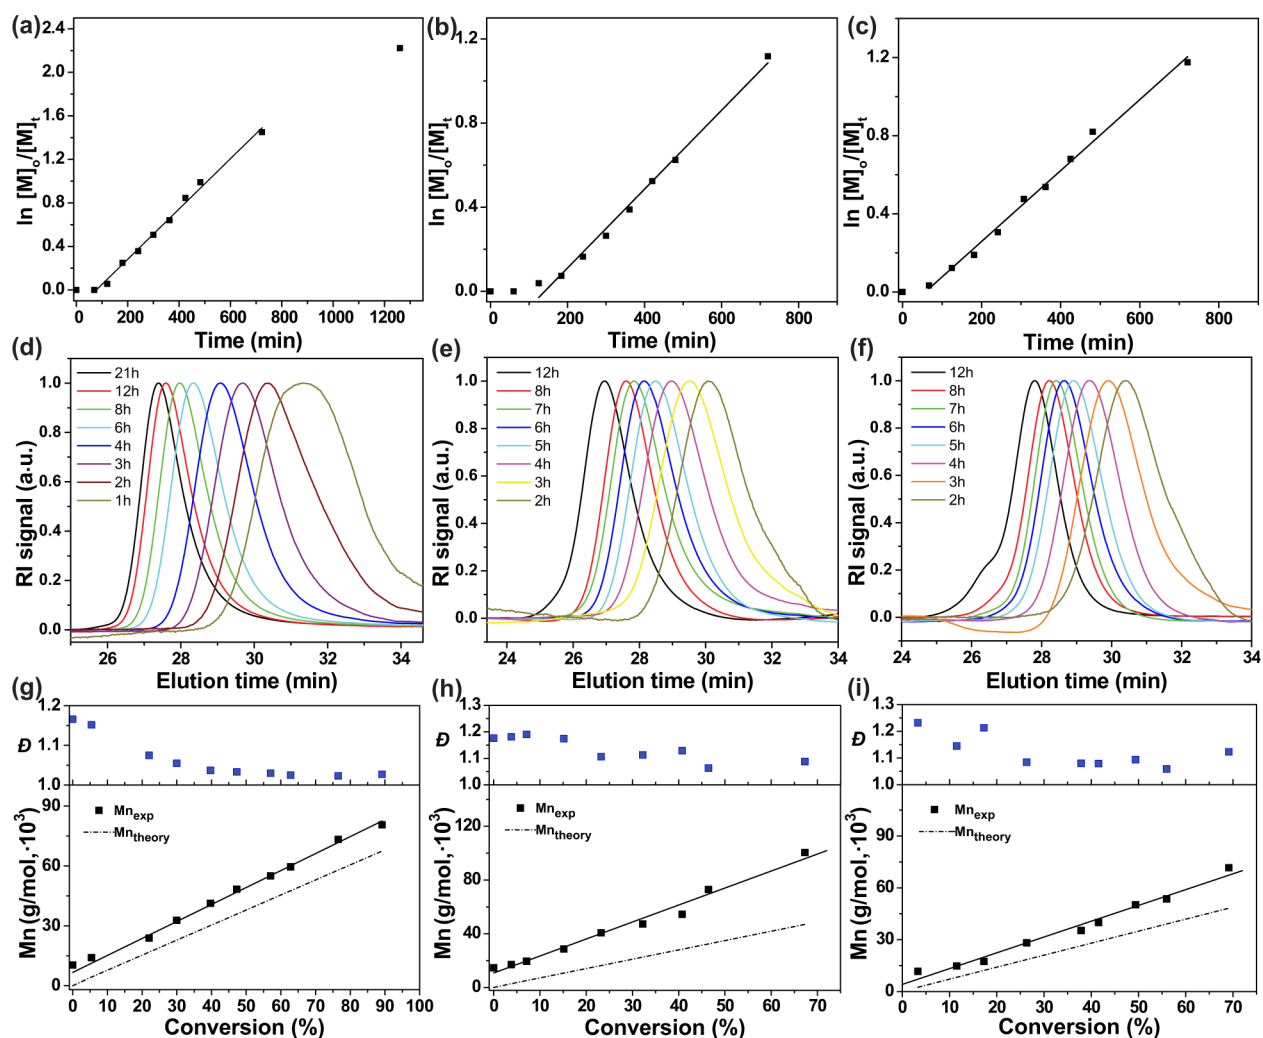 (a)
2.4
2.0
1.6
1.2
0.8
0.4
0.0
ln [M]o/[M]t
0 200 400 600 800 1000 1200
Time (min)
(b)
1.2
0.8
0.4
0.0
ln [M]o/[M]t
0 200 400 600 800
Time (min)
(c)
1.2
0.8
0.4
0.0
ln [M]o/[M]t
0 200 400 600 800
Time (min)
(d)
21h
12h
8h
6h
4h
3h
2h
1h
1.0
0.8
0.6
0.4
0.2
0.0
RI signal (a.u.)
26 28 30 32 34
Elution time (min)
(e)
12h
8h
7h
6h
5h
4h
3h
2h
1.0
0.8
0.6
0.4
0.2
0.0
RI signal (a.u.)
24 26 28 30 32 34
Elution time (min)
(f)
12h
8h
7h
6h
5h
4h
3h
2h
1.0
0.8
0.6
0.4
0.2
0.0
RI signal (a.u.)
24 26 28 30 32 34
Elution time (min)
(g)
1.2
1.1
1.0
Đ
90
60
30
0
Mn (g/mol,·10³)
Mnexp
Mntheory
0 10 20 30 40 50 60 70 80 90 100
Conversion (%)
(h)
1.3
1.2
1.1
1.0
Đ
120
80
40
0
Mn (g/mol,·10³)
Mnexp
Mntheory
0 10 20 30 40 50 60 70
Conversion (%)
(i)
1.3
1.2
1.1
1.0
Đ
90
60
30
0
Mn (g/mol,·10³)
Mnexp
Mntheory
0 10 20 30 40 50 60 70
Conversion (%)